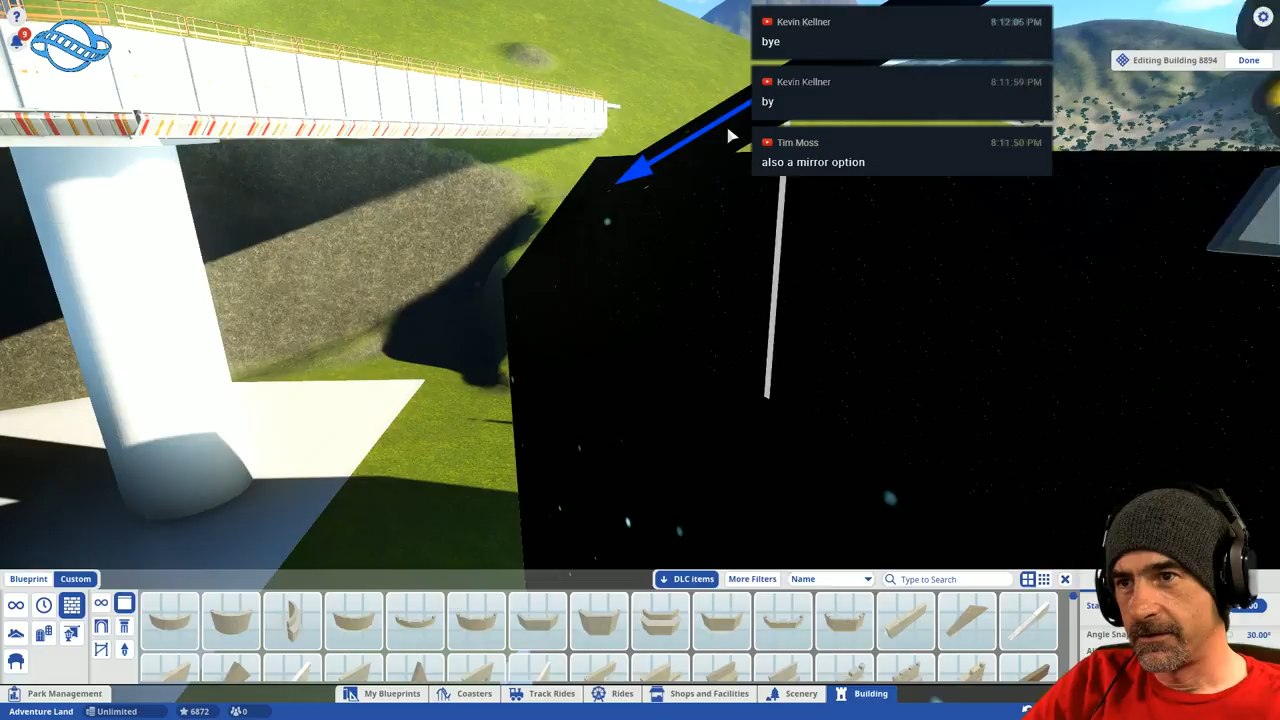 Kevin Kellner 8:12:05 PM
bye
Kevin Kellner 8:11:59 PM
by
Tim Moss 8:11:50 PM
also a mirror option
?
9
Editing Building 8894 Done
Blueprint Custom
DLC items More Filters Name Type to Search
30.00°
Park Management
My Blueprints Coasters Track Rides Rides Shops and Facilities Scenery Building
Adventure Land Unlimited 6872 0